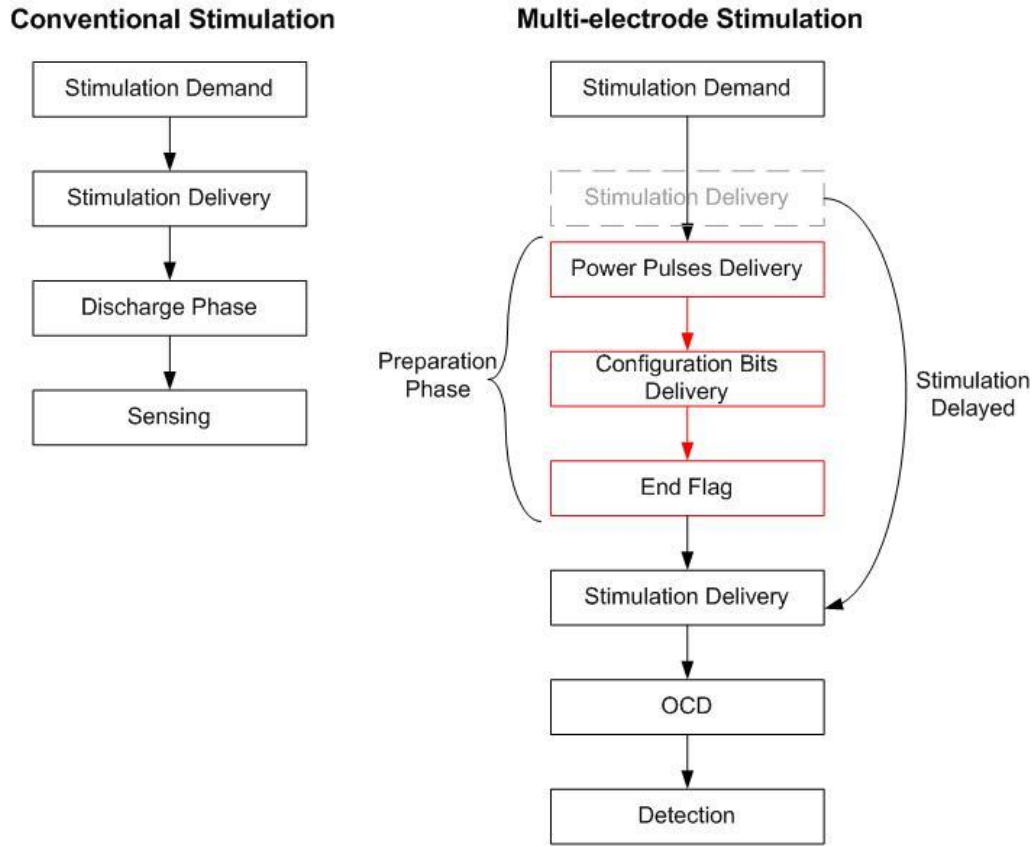 Conventional Stimulation
Stimulation Demand
Stimulation Delivery
Discharge Phase
Sensing
Multi-electrode Stimulation
Stimulation Demand
Stimulation Delivery
Power Pulses Delivery
Configuration Bits
Delivery
End Flag
Preparation
Phase
Stimulation
Delayed
Stimulation Delivery
OCD
Detection